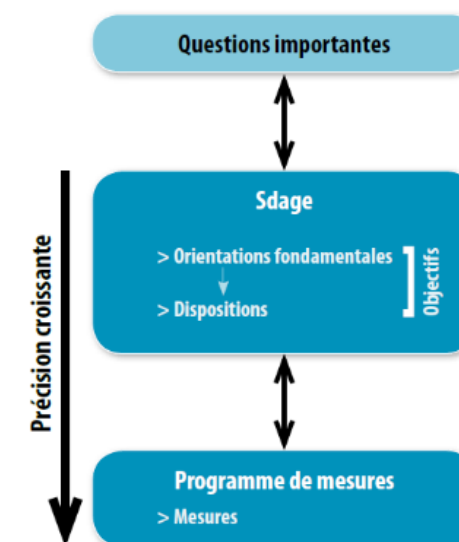 Questions importantes
Sdage
> Orientations fondamentales
> Dispositions
Objectifs
Précision croissante
Programme de mesures
> Mesures